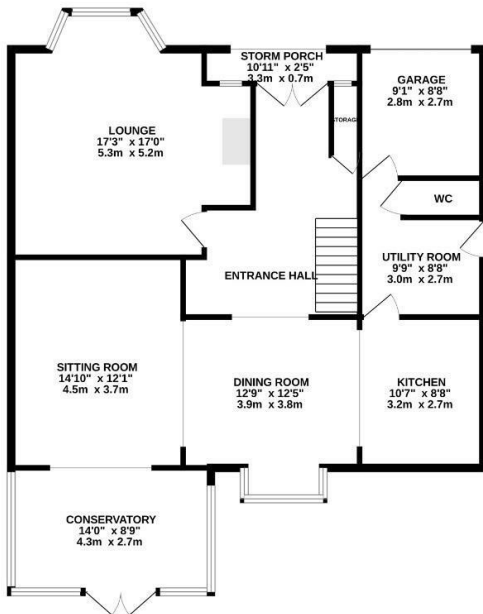 STORM PORCH
10'11" x 2'5"
3.3m x 0.7m
GARAGE
9'1" x 8'8"
2.8m x 2.7m
LOUNGE
17'3" x 17'0"
5.3m x 5.2m
STORAGE
WC
UTILITY ROOM
9'9" x 8'8"
3.0m x 2.7m
ENTRANCE HALL
SITTING ROOM
14'10" x 12'1"
4.5m x 3.7m
DINING ROOM
12'9" x 12'5"
3.9m x 3.8m
KITCHEN
10'7" x 8'8"
3.2m x 2.7m
CONSERVATORY
14'0" x 8'9"
4.3m x 2.7m